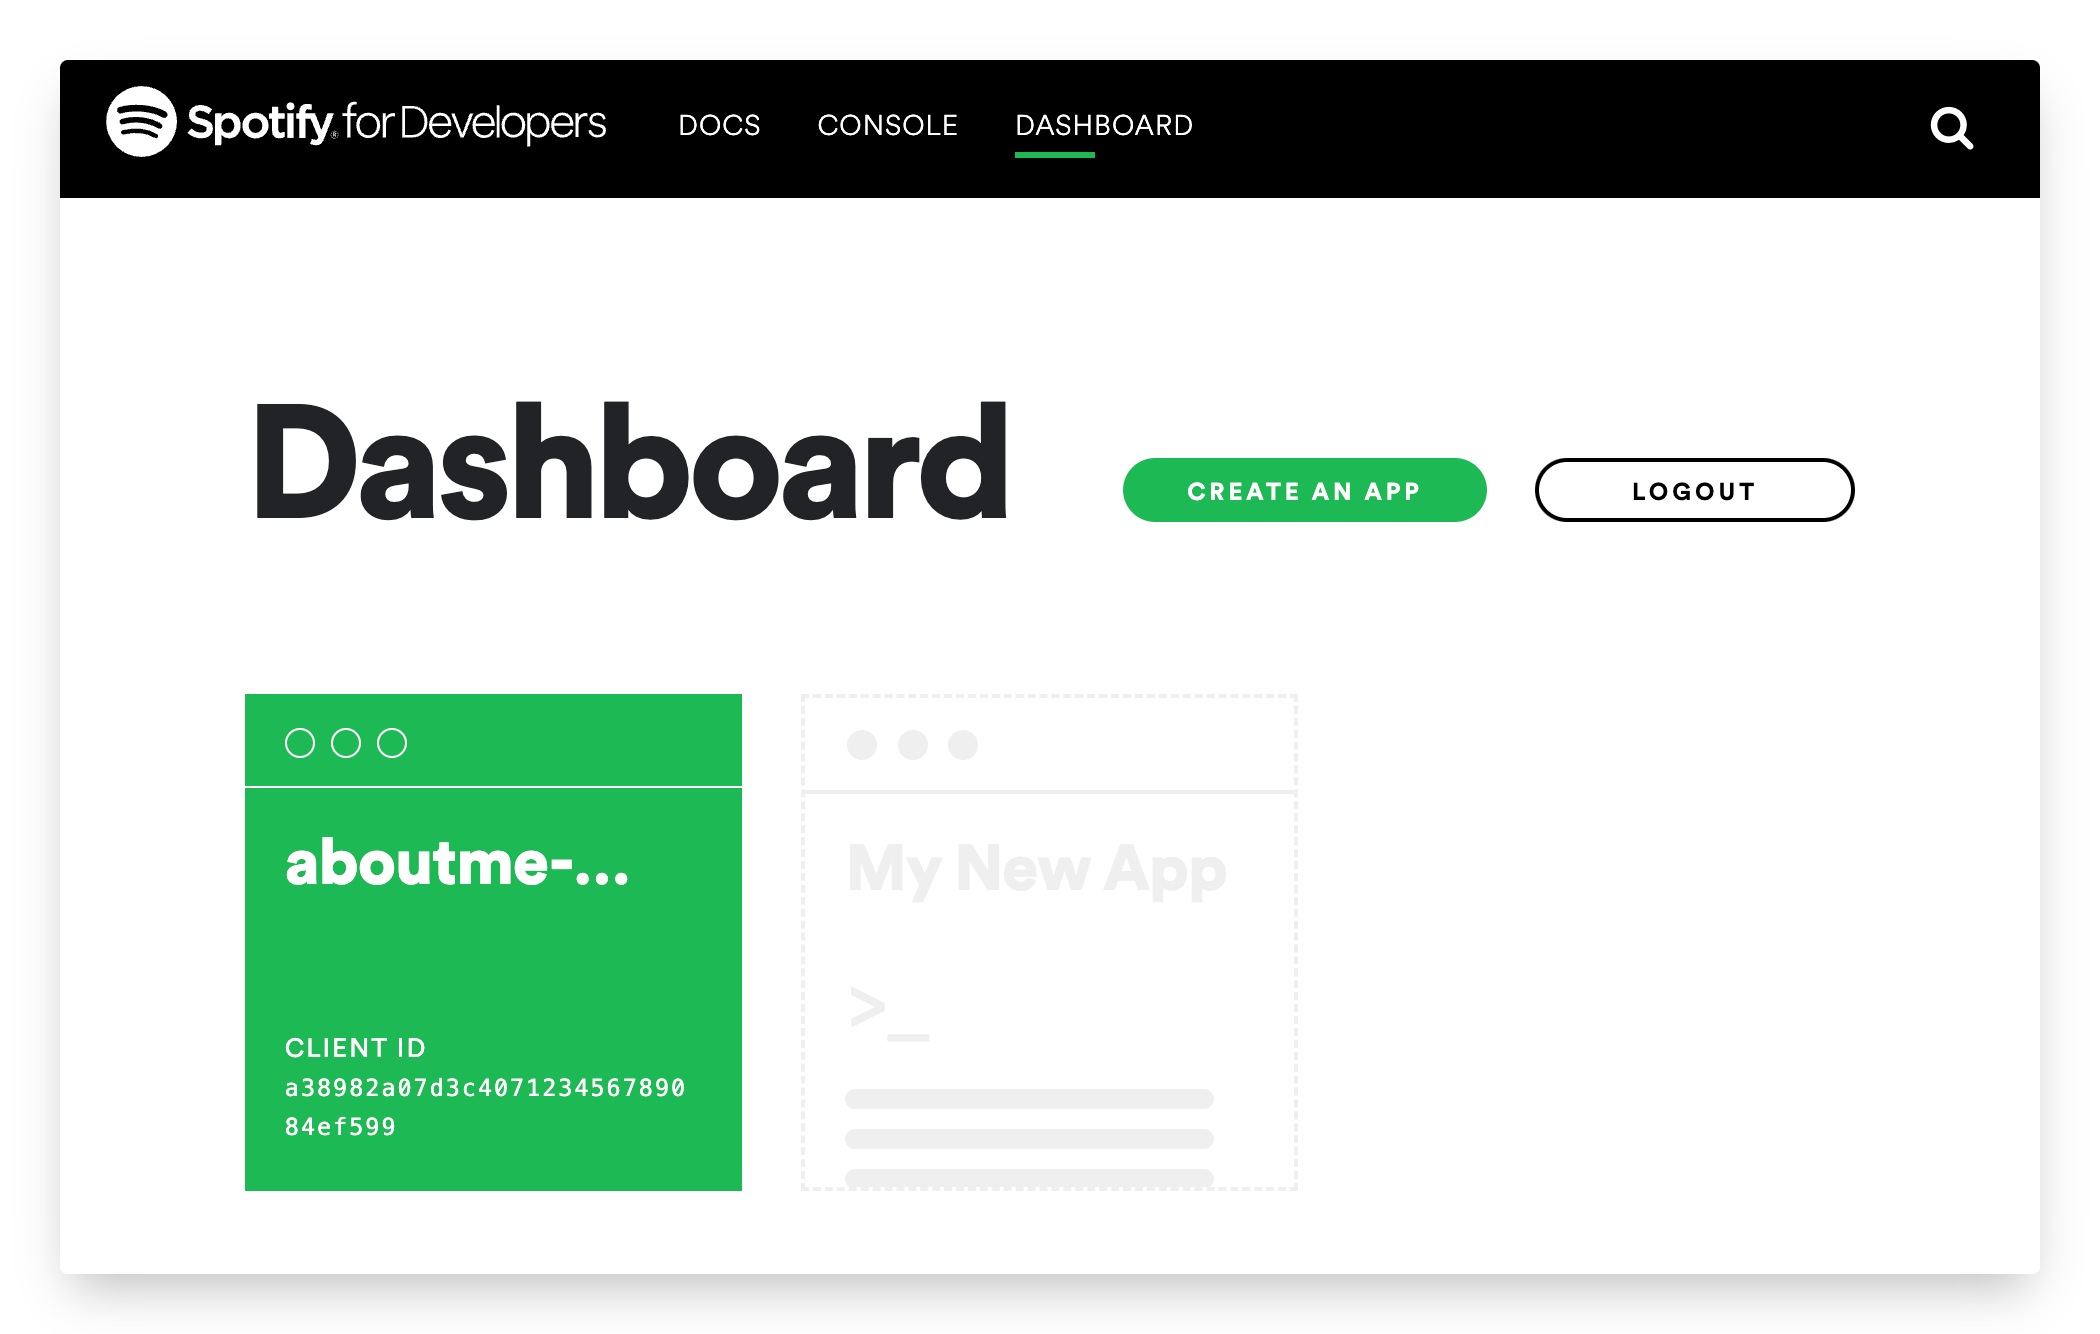 Spotify® for Developers DOCS CONSOLE DASHBOARD
Dashboard CREATE AN APP LOGOUT
aboutme-...
CLIENT ID
a38982a07d3c4071234567890
84ef599
My New App
>_